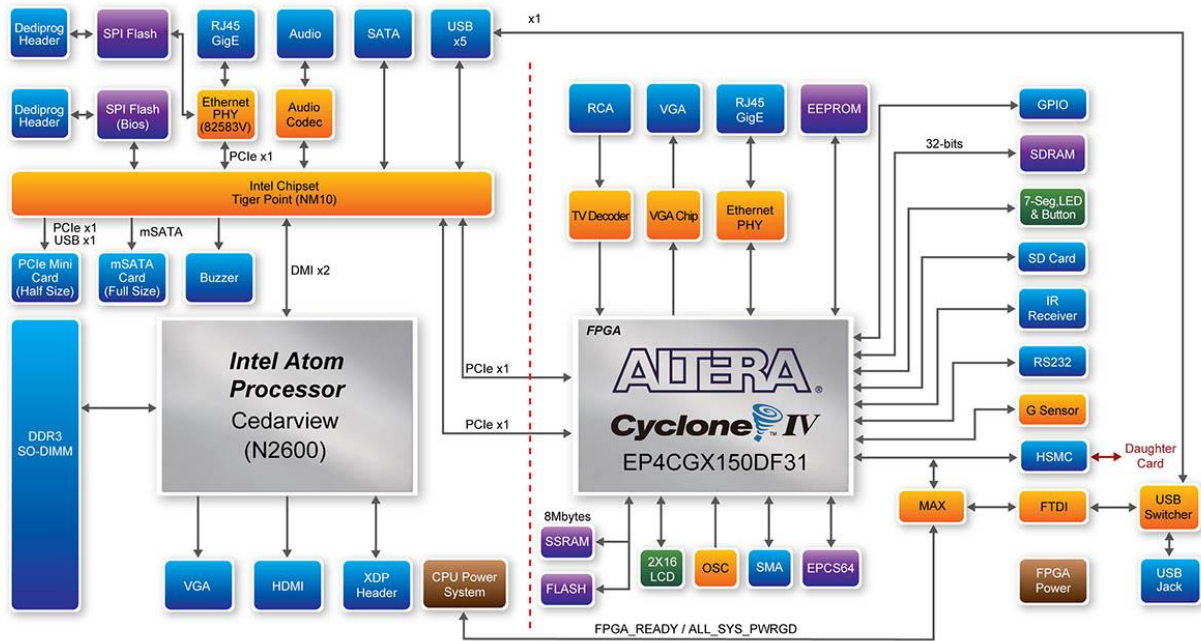 x1
Dediprog
Header
SPI Flash
RJ45
GigE
Audio
SATA
USB
x5
Dediprog
Header
SPI Flash
(Bios)
Ethernet
PHY
(82583V)
Audio
Codec
PCIe x1
Intel Chipset
Tiger Point (NM10)
PCIe x1
USB x1
mSATA
PCIe Mini
Card
(Half Size)
mSATA
Card
(Full Size)
Buzzer
DMI x2
DDR3
SO-DIMM
Intel Atom
Processor
Cedarview
(N2600)
VGA
HDMI
XDP
Header
CPU Power
System
PCIe x1
PCIe x1
RCA
VGA
RJ45
GigE
EEPROM
TV Decoder
VGA Chip
Ethernet
PHY
FPGA
ALTERA®
Cyclone™ IV
EP4CGX150DF31
GPIO
32-bits
SDRAM
7-Seg,LED
& Button
SD Card
IR
Receiver
RS232
G Sensor
HSMC
Daughter
Card
MAX
FTDI
USB
Switcher
8Mbytes
SSRAM
FLASH
2X16
LCD
OSC
SMA
EPCS64
FPGA
Power
USB
Jack
FPGA_READY / ALL_SYS_PWRGD